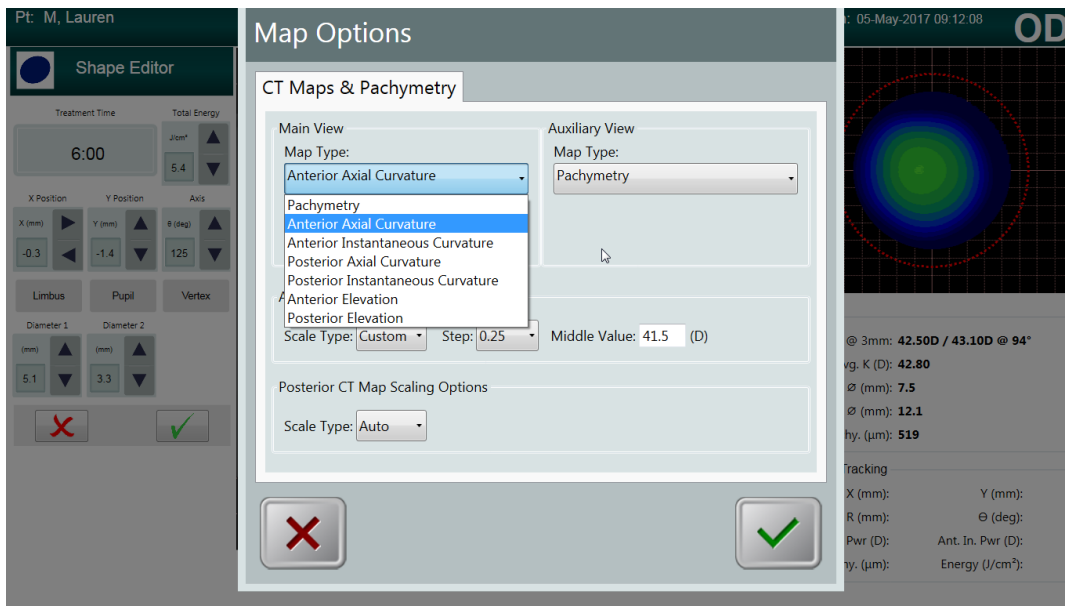 Pt: M, Lauren
Map Options
05-May-2017 09:12:08
OD
Shape Editor
Treatment Time
Total Energy
6:00
J/cm²
5.4
X Position
Y Position
Axis
X (mm)
Y (mm)
θ (deg)
-0.3
-1.4
125
Limbus
Pupil
Vertex
Diameter 1
Diameter 2
(mm)
(mm)
5.1
3.3
CT Maps & Pachymetry
Main View
Map Type:
Anterior Axial Curvature
Pachymetry
Anterior Axial Curvature
Anterior Instantaneous Curvature
Posterior Axial Curvature
Posterior Instantaneous Curvature
Anterior Elevation
Posterior Elevation
Auxiliary View
Map Type:
Pachymetry
Scale Type: Custom Step: 0.25 Middle Value: 41.5 (D)
Posterior CT Map Scaling Options
Scale Type: Auto
@ 3mm: 42.50D / 43.10D @ 94°
vg. K (D): 42.80
Ø (mm): 7.5
Ø (mm): 12.1
hy. (µm): 519
Tracking
X (mm): Y (mm):
R (mm): Θ (deg):
Pwr (D): Ant. In. Pwr (D):
hy. (µm): Energy (J/cm²):